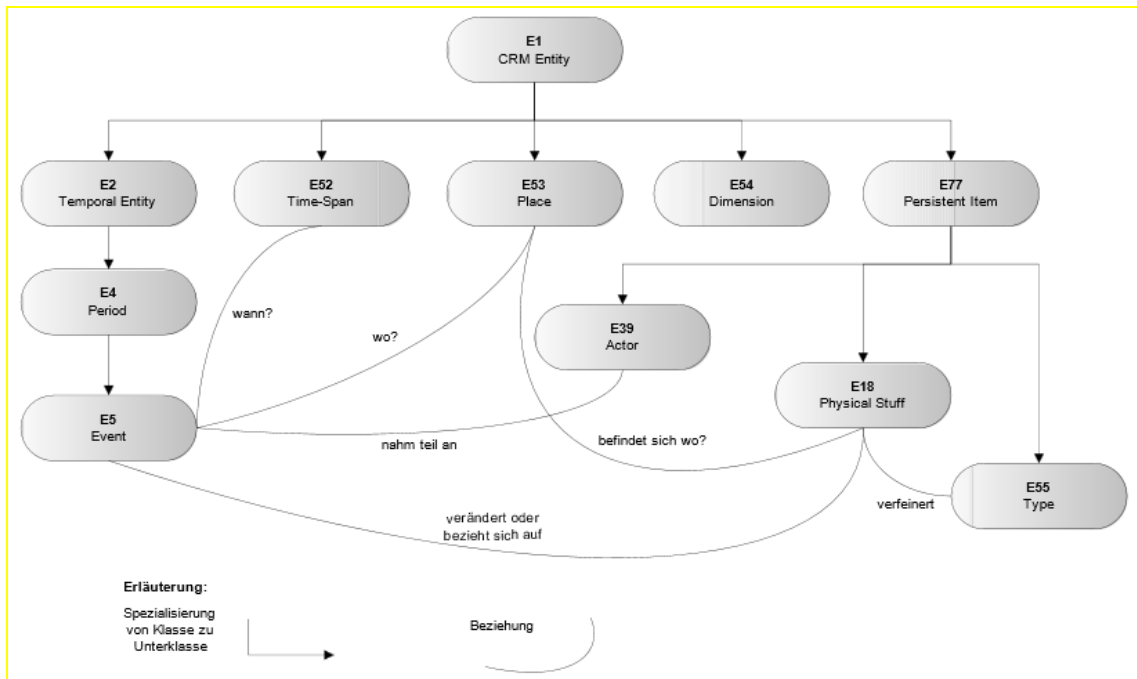 E1
CRM Entity
E2
Temporal Entity
E52
Time-Span
E53
Place
E54
Dimension
E77
Persistent Item
E4
Period
wann?
wo?
E39
Actor
E5
Event
nahm teil an
befindet sich wo?
E18
Physical Stuff
verfeinert
E55
Type
verändert oder
bezieht sich auf
Erläuterung:
Spezialisierung
von Klasse zu
Unterklasse
Beziehung